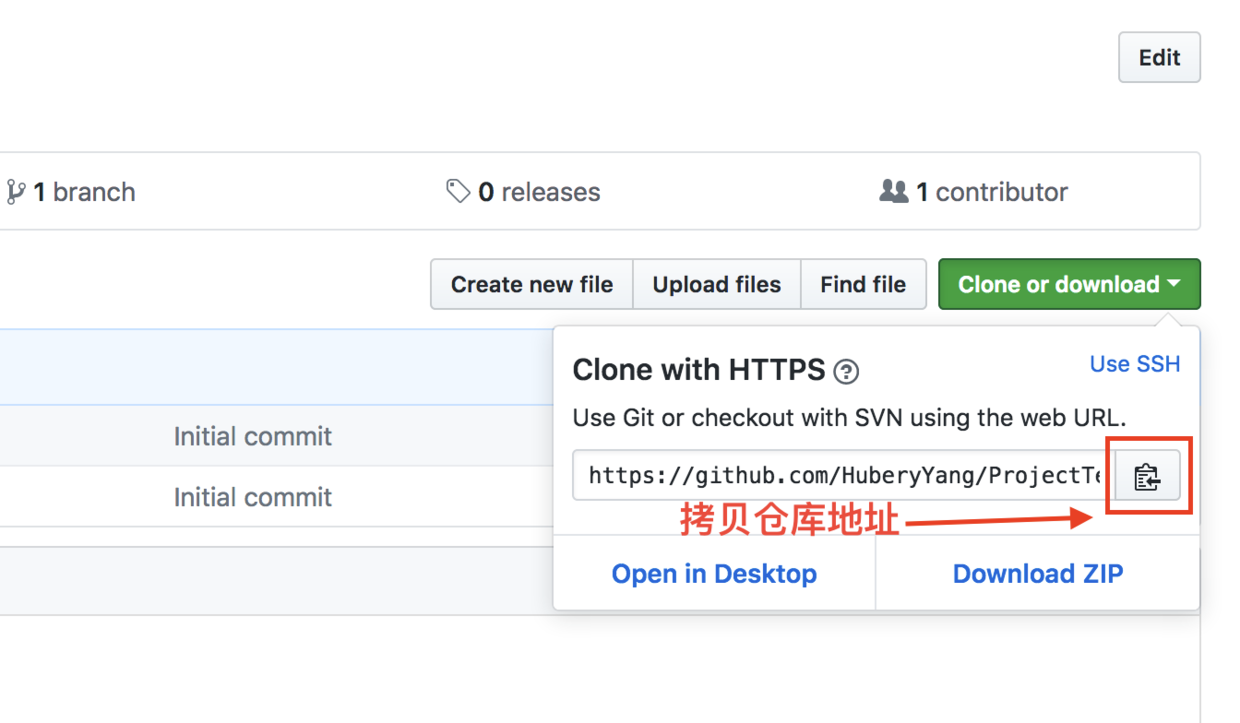 Edit
1 branch
0 releases
1 contributor
Create new file
Upload files
Find file
Clone or download
Clone with HTTPS
Use SSH
Use Git or checkout with SVN using the web URL.
https://github.com/HuberyYang/ProjectTe
拷贝仓库地址
Open in Desktop
Download ZIP
Initial commit
Initial commit